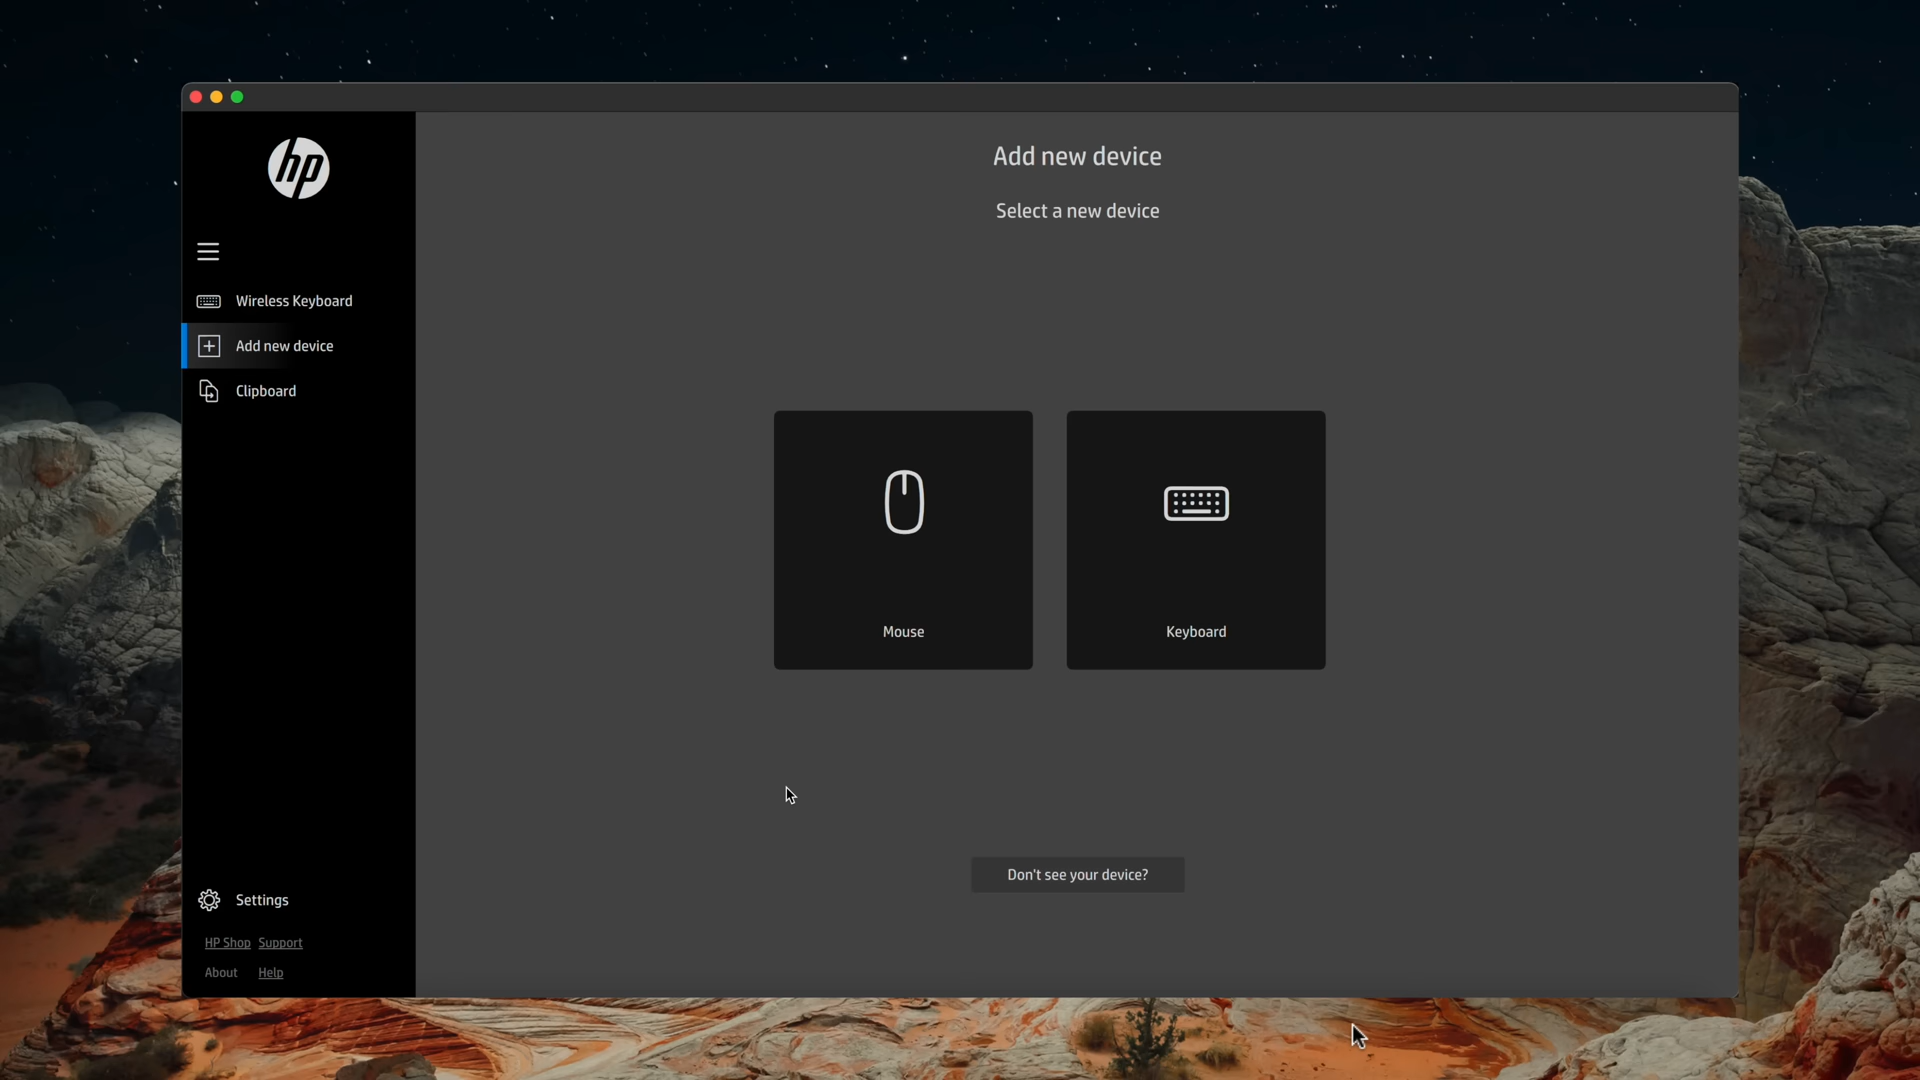 hp
Wireless Keyboard
Add new device
Clipboard
Settings
HP Shop Support
About Help
Add new device
Select a new device
Mouse
Keyboard
Don't see your device?